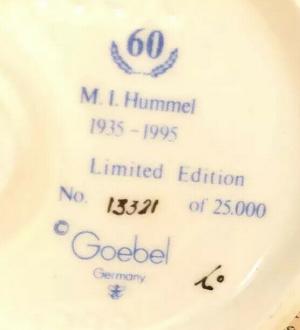 60
M. I. Hummel
1935 – 1995
Limited Edition
No. 13321 of 25.000
© Goebel
Germany